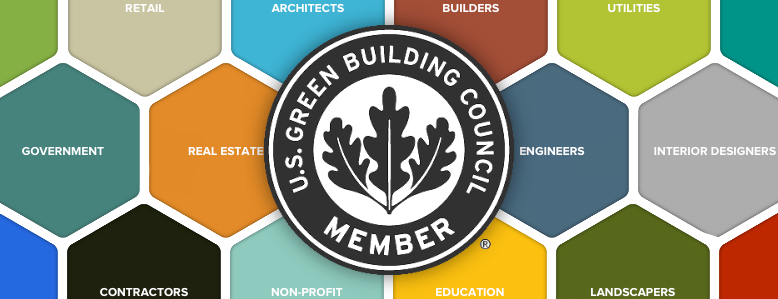 RETAIL
ARCHITECTS
BUILDERS
UTILITIES
GOVERNMENT
REAL ESTATE
U.S. GREEN BUILDING COUNCIL
MEMBER
®
ENGINEERS
INTERIOR DESIGNERS
CONTRACTORS
NON-PROFIT
EDUCATION
LANDSCAPERS